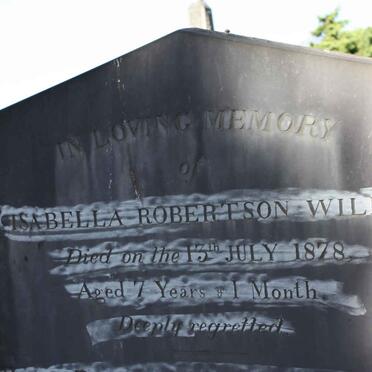 IN LOVING MEMORY
of
ISABELLA ROBERTSON WIL
Died on the 13th JULY 1878.
Aged 7 Years & 1 Month.
Deeply regretted